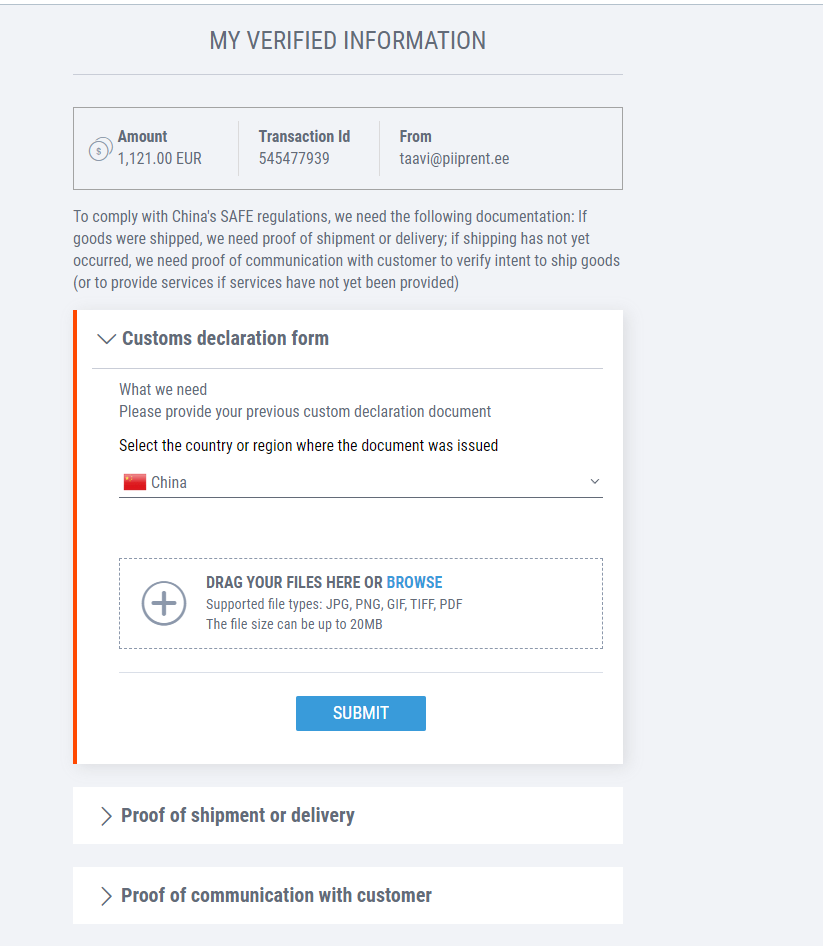 MY VERIFIED INFORMATION
Amount
1,121.00 EUR
Transaction Id
545477939
From
taavi@piiprent.ee
To comply with China's SAFE regulations, we need the following documentation: If
goods were shipped, we need proof of shipment or delivery; if shipping has not yet
occurred, we need proof of communication with customer to verify intent to ship goods
(or to provide services if services have not yet been provided)
Customs declaration form
What we need
Please provide your previous custom declaration document
Select the country or region where the document was issued
China
DRAG YOUR FILES HERE OR BROWSE
Supported file types: JPG, PNG, GIF, TIFF, PDF
The file size can be up to 20MB
SUBMIT
Proof of shipment or delivery
Proof of communication with customer